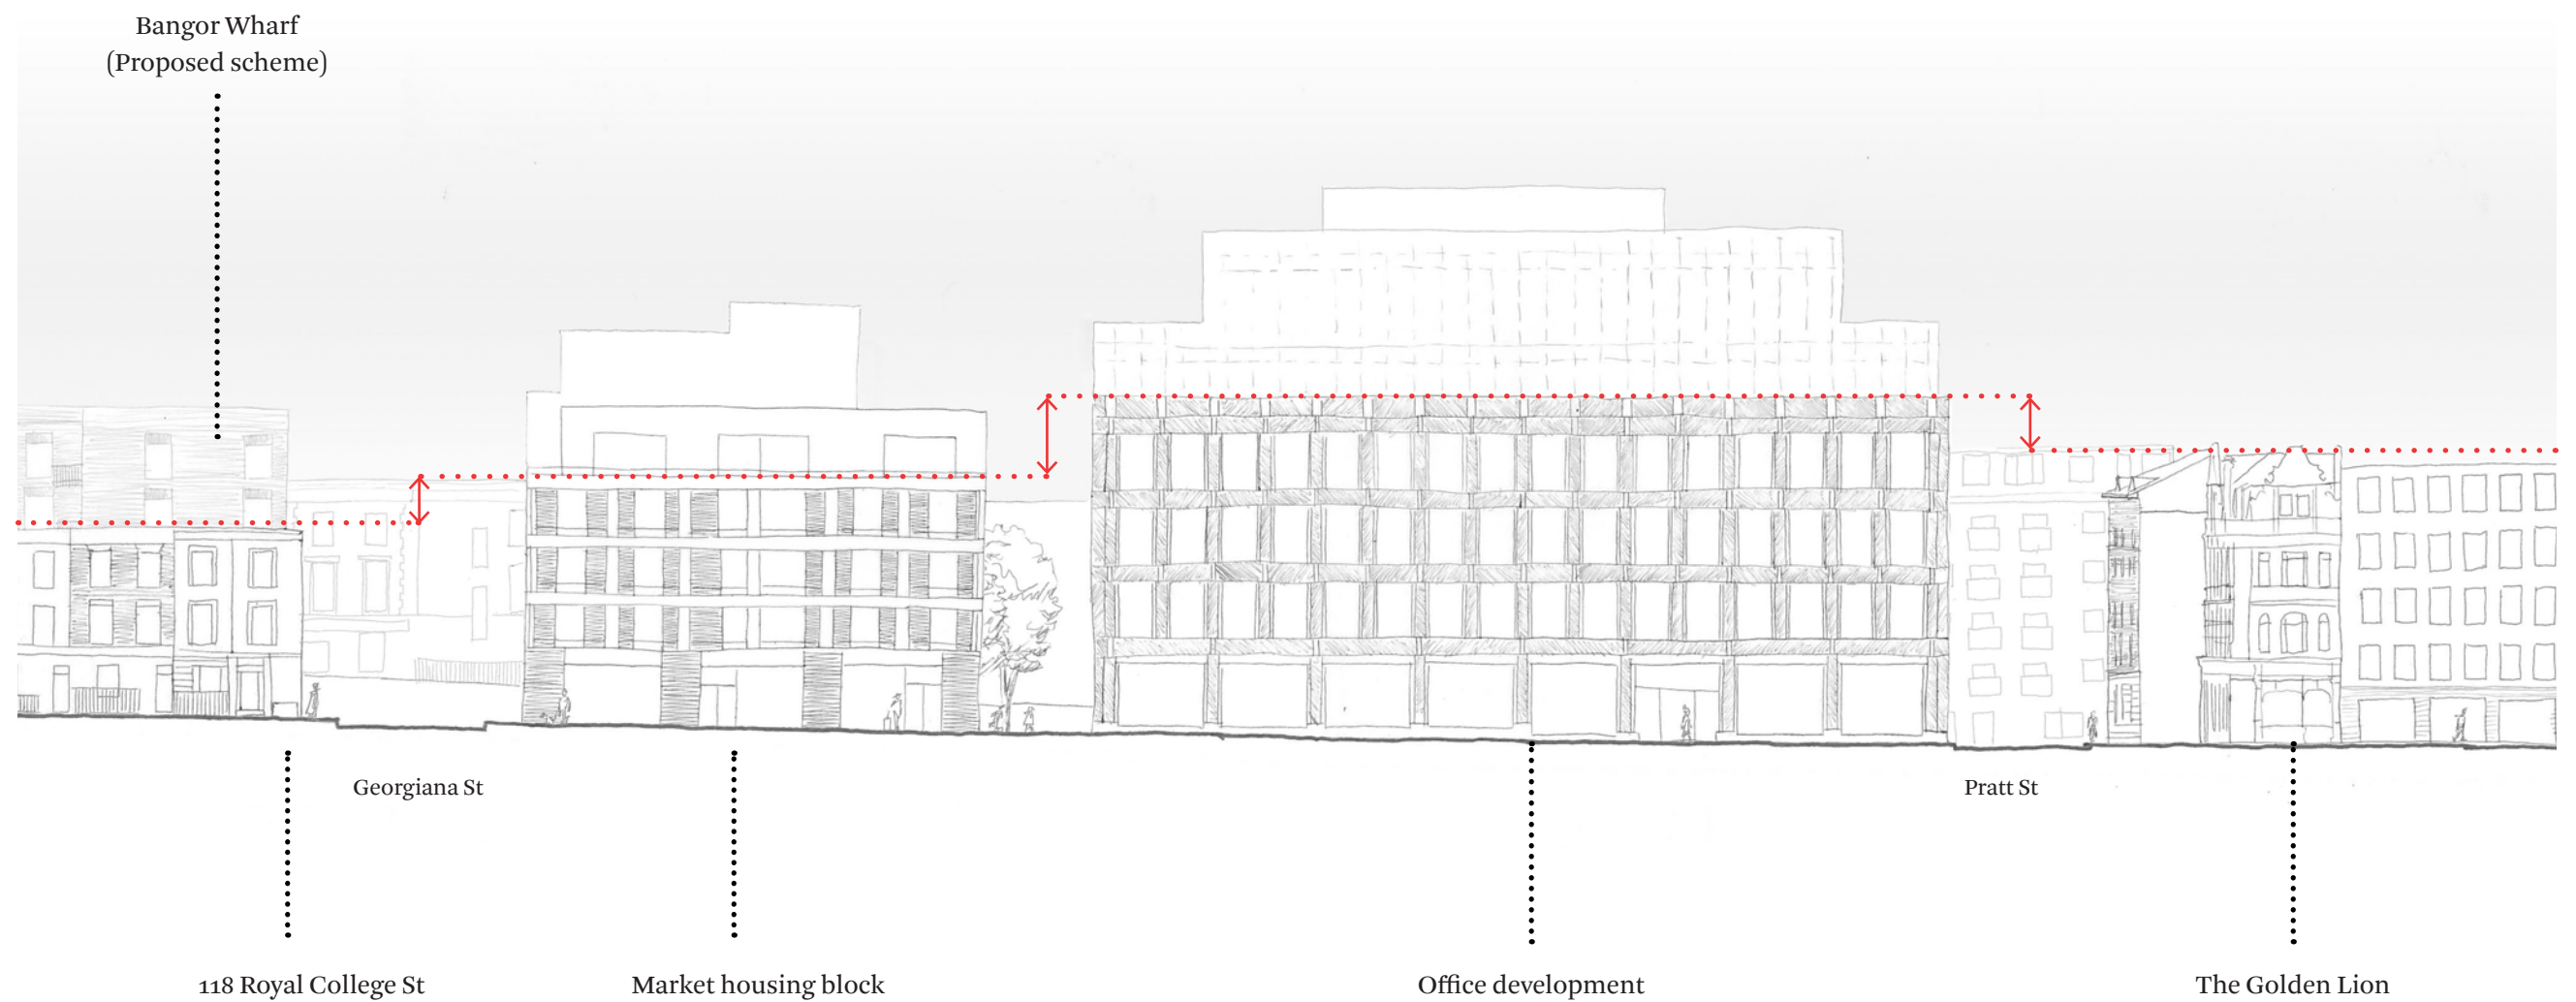 Bangor Wharf
(Proposed scheme)
Georgiana St
Pratt St
118 Royal College St
Market housing block
Office development
The Golden Lion